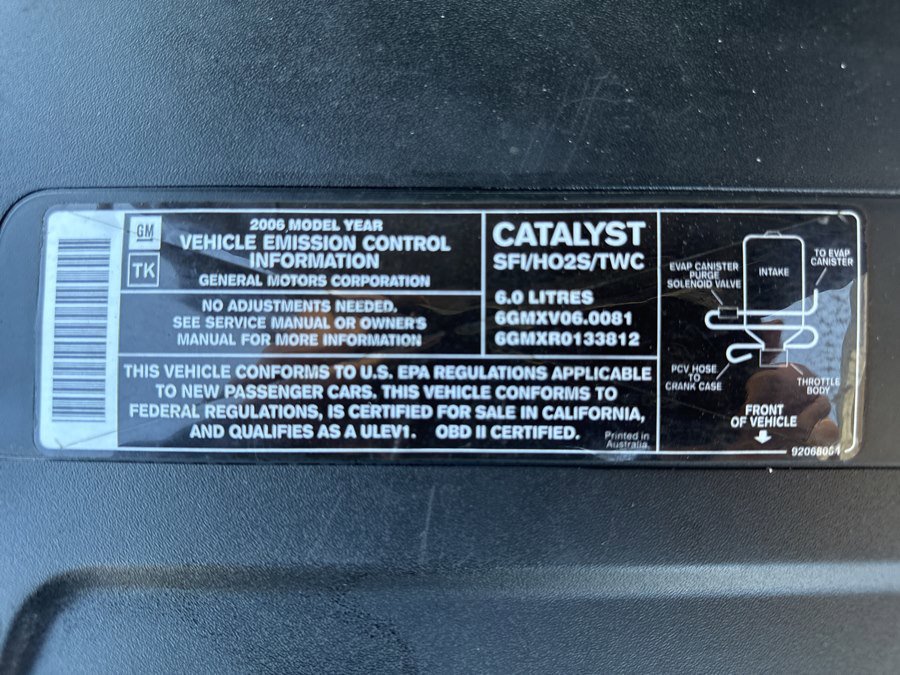 GM
TK
2006 MODEL YEAR
VEHICLE EMISSION CONTROL
INFORMATION
GENERAL MOTORS CORPORATION
NO ADJUSTMENTS NEEDED.
SEE SERVICE MANUAL OR OWNER'S
MANUAL FOR MORE INFORMATION
CATALYST
SFI/HO2S/TWC
6.0 LITRES
6GMXV06.0081
6GMXR0133812
THIS VEHICLE CONFORMS TO U.S. EPA REGULATIONS APPLICABLE
TO NEW PASSENGER CARS. THIS VEHICLE CONFORMS TO
FEDERAL REGULATIONS, IS CERTIFIED FOR SALE IN CALIFORNIA,
AND QUALIFIES AS A ULEV1. OBD II CERTIFIED.
Printed in
Australia.
EVAP CANISTER
PURGE
SOLENOID VALVE
INTAKE
TO EVAP
CANISTER
PCV HOSE TO
CRANK CASE
THROTTLE
BODY
FRONT
OF VEHICLE